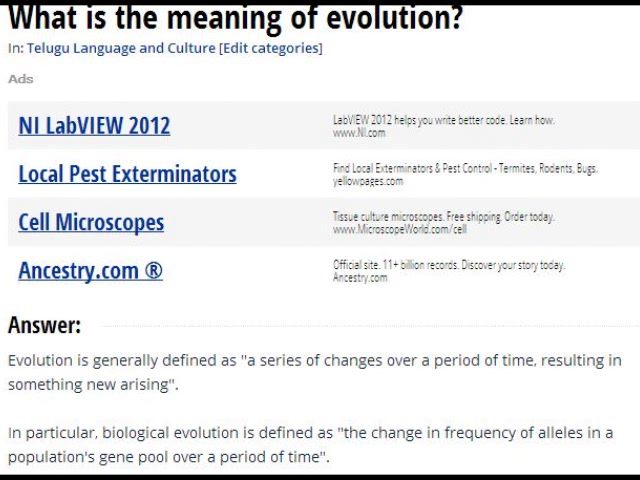 What is the meaning of evolution?
In: Telugu Language and Culture [Edit categories]
Ads
NI LabVIEW 2012
LabVIEW 2012 helps you write better code. Learn how.
www.NI.com
Local Pest Exterminators
Find Local Exterminators & Pest Control - Termites, Rodents, Bugs.
yellowpages.com
Cell Microscopes
Tissue culture microscopes. Free shipping. Order today.
www.MicroscopeWorld.com/cell
Ancestry.com ®
Official site. 11+ billion records. Discover your story today.
Ancestry.com
Answer:
Evolution is generally defined as "a series of changes over a period of time, resulting in
something new arising".
In particular, biological evolution is defined as "the change in frequency of alleles in a
population's gene pool over a period of time".